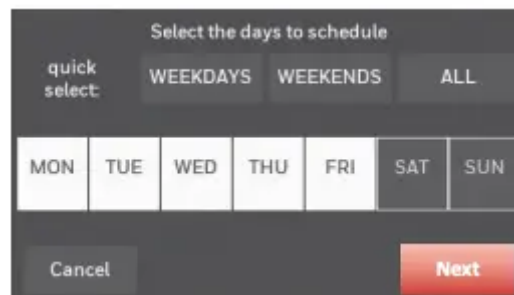 Select the days to schedule
quick
select:
WEEKDAYS WEEKENDS ALL
MON TUE WED THU FRI SAT SUN
Cancel Next